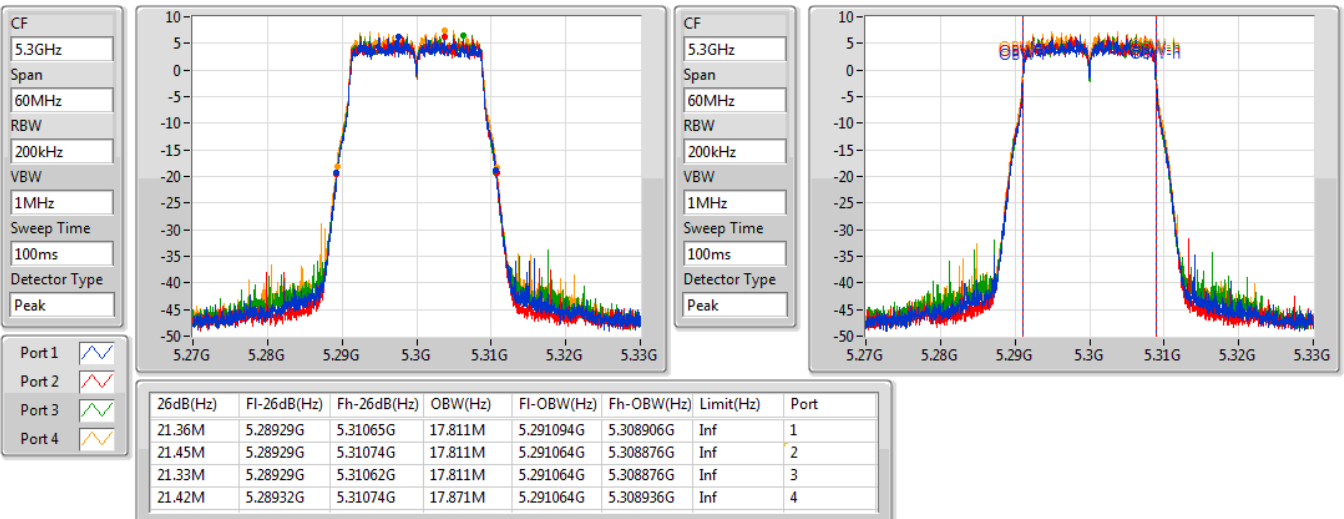 CF
5.3GHz
Span
60MHz
RBW
200kHz
VBW
1MHz
Sweep Time
100ms
Detector Type
Peak
10
5
0
-5
-10
-15
-20
-25
-30
-35
-40
-45
-50
5.27G 5.28G 5.29G 5.3G 5.31G 5.32G 5.33G
CF
5.3GHz
Span
60MHz
RBW
200kHz
VBW
1MHz
Sweep Time
100ms
Detector Type
Peak
10
5
0
-5
-10
-15
-20
-25
-30
-35
-40
-45
-50
5.27G 5.28G 5.29G 5.3G 5.31G 5.32G 5.33G
Port 1
Port 2
Port 3
Port 4
26dB(Hz) Fl-26dB(Hz) Fh-26dB(Hz) OBW(Hz) Fl-OBW(Hz) Fh-OBW(Hz) Limit(Hz) Port
21.36M 5.28929G 5.31065G 17.811M 5.291094G 5.308906G Inf 1
21.45M 5.28929G 5.31074G 17.811M 5.291064G 5.308876G Inf 2
21.33M 5.28929G 5.31062G 17.811M 5.291064G 5.308876G Inf 3
21.42M 5.28932G 5.31074G 17.871M 5.291064G 5.308936G Inf 4